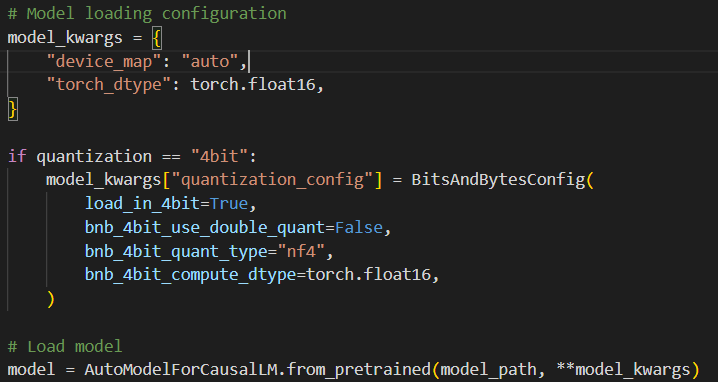 # Model loading configuration
model_kwargs = {
    "device_map": "auto",
    "torch_dtype": torch.float16,
}
if quantization == "4bit":
    model_kwargs["quantization_config"] = BitsAndBytesConfig(
        load_in_4bit=True,
        bnb_4bit_use_double_quant=False,
        bnb_4bit_quant_type="nf4",
        bnb_4bit_compute_dtype=torch.float16,
    )
# Load model
model = AutoModelForCausalLM.from_pretrained(model_path, **model_kwargs)